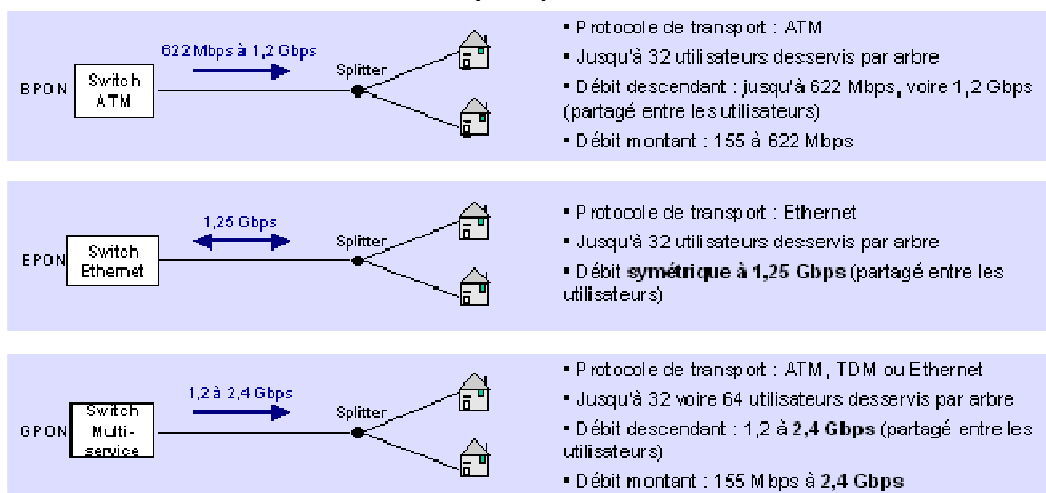 622 Mbps à 1,2 Gbps
BPON
Switch
ATM
Splitter
▪ Protocole de transport : ATM
▪ Jusqu'à 32 utilisateurs desservis par arbre
▪ Débit descendant : jusqu'à 622 Mbps, voire 1,2 Gbps
(partagé entre les utilisateurs)
▪ Débit montant : 155 à 622 Mbps
1,25 Gbps
EPON
Switch
Ethernet
Splitter
▪ Protocole de transport : Ethernet
▪ Jusqu'à 32 utilisateurs desservis par arbre
▪ Débit symétrique à 1,25 Gbps (partagé entre les
utilisateurs)
1,2 à 2,4 Gbps
GPON
Switch
Multi-
service
Splitter
▪ Protocole de transport : ATM, TDM ou Ethernet
▪ Jusqu'à 32 voire 64 utilisateurs desservis par arbre
▪ Débit descendant : 1,2 à 2,4 Gbps (partagé entre les
utilisateurs)
▪ Débit montant : 155 Mbps à 2,4 Gbps